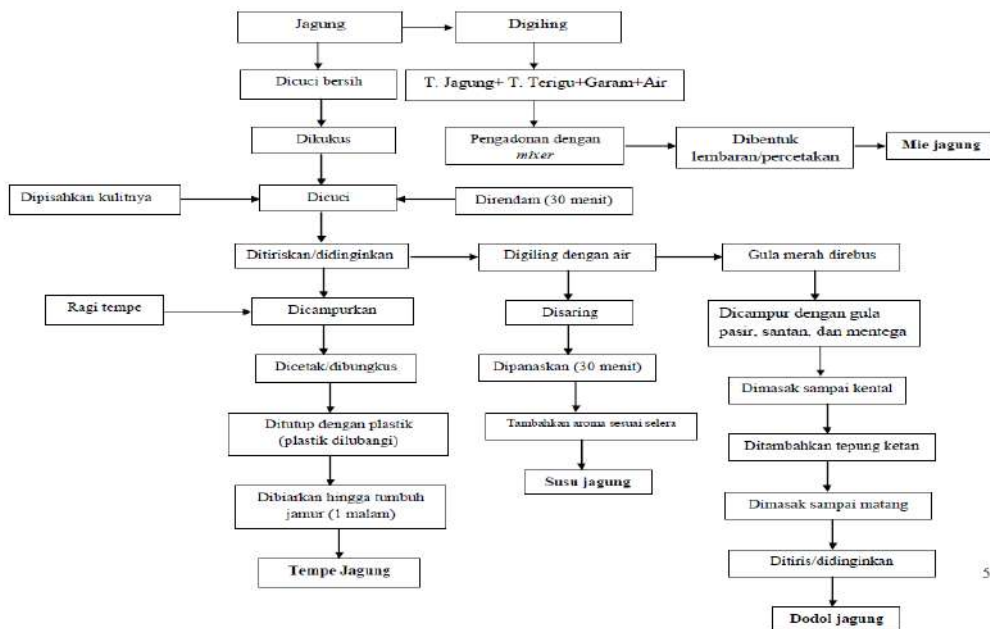 Jagung
Digiling
Dicuci bersih
T. Jagung+ T. Terigu+Garam+Air
Dikukus
Pengadonan dengan
mixer
Dibentuk
lembaran/percetakan
Mie jagung
Dipisahkan kulitnya
Dicuci
Direndam (30 menit)
Ditiriskan/didinginkan
Digiling dengan air
Gula merah direbus
Ragi tempe
Dicampurkan
Disaring
Dicampur dengan gula
pasir, santan, dan mentega
Dicetak/dibungkus
Dipanaskan (30 menit)
Dimasak sampai kental
Ditutup dengan plastik
(plastik dilubangi)
Tambahkan aroma sesuai selera
Ditambahkan tepung ketan
Dibiarkan hingga tumbuh
jamur (1 malam)
Susu jagung
Dimasak sampai matang
Tempe Jagung
Ditiris/didinginkan
5
Dodol jagung